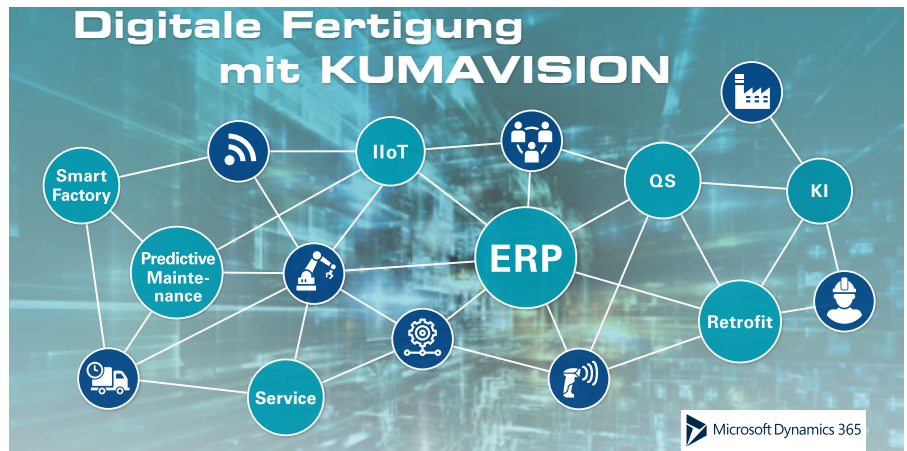 Digitale Fertigung
mit KUMAVISION
IIoT
Smart
Factory
QS
KI
Predictive
Mainte-
nance
ERP
Retrofit
Service
Microsoft Dynamics 365